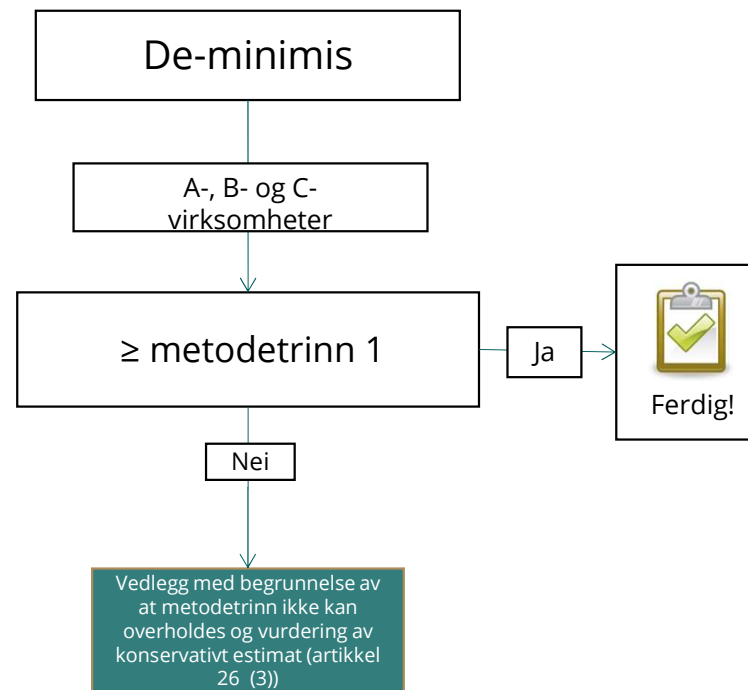 De-minimis
A-, B- og C-
virksomheter
≥ metodetrinn 1
Ja
Ferdig!
Nei
Vedlegg med begrunnelse av
at metodetrinn ikke kan
overholdes og vurdering av
konservativt estimat (artikkel
26 (3))